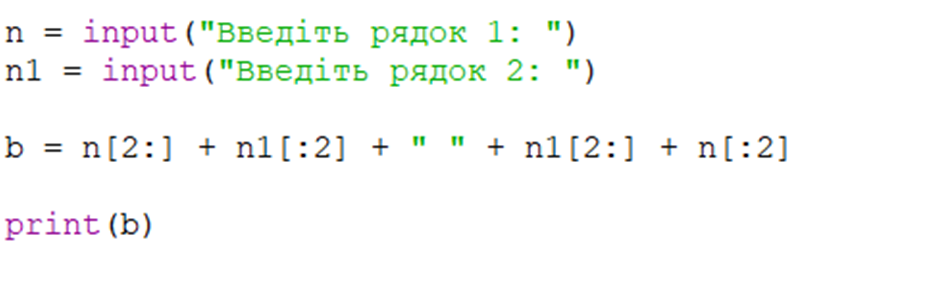 n = input("Введіть рядок 1: ")
n1 = input("Введіть рядок 2: ")
b = n[2:] + n1[:2] + " " + n1[2:] + n[:2]
print(b)